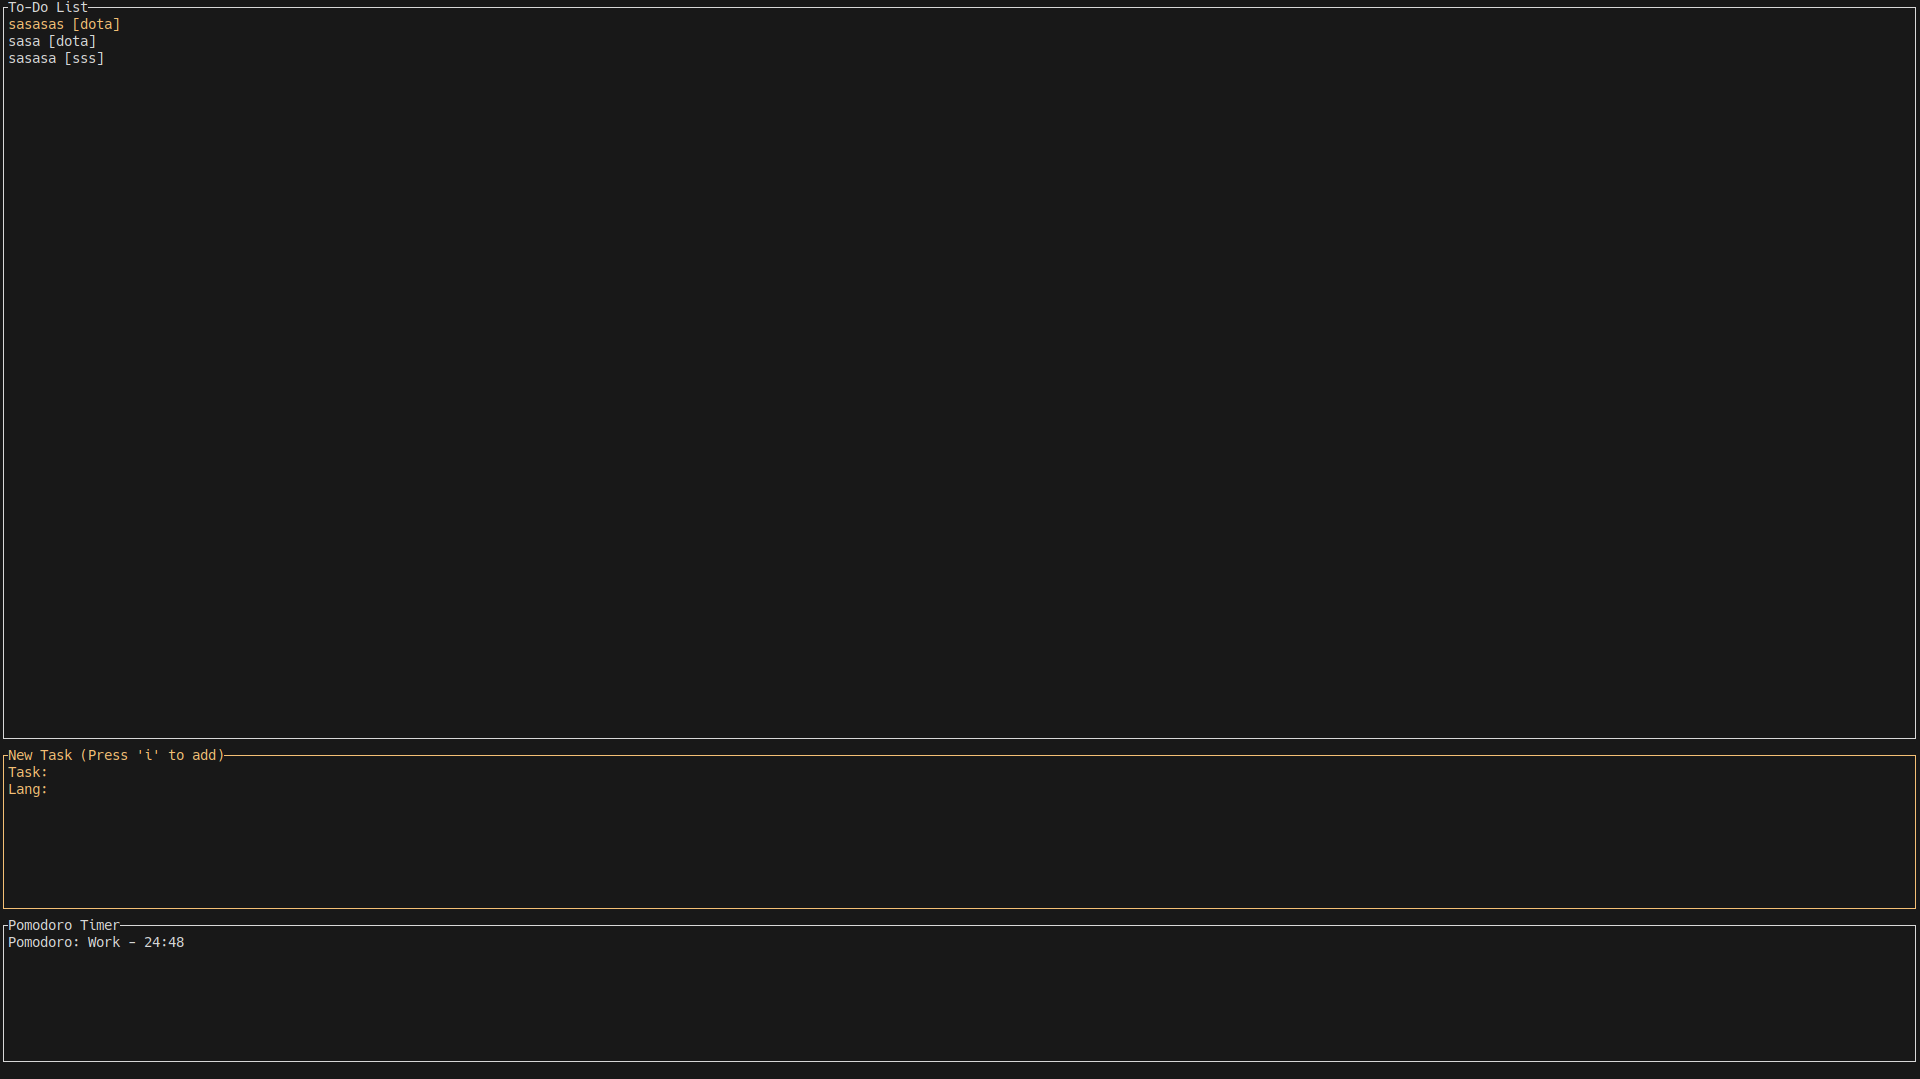 To-Do List
sasasas [dota]
sasa [dota]
sasasa [sss]
New Task (Press 'i' to add)
Task:
Lang:
Pomodoro Timer
Pomodoro: Work - 24:48